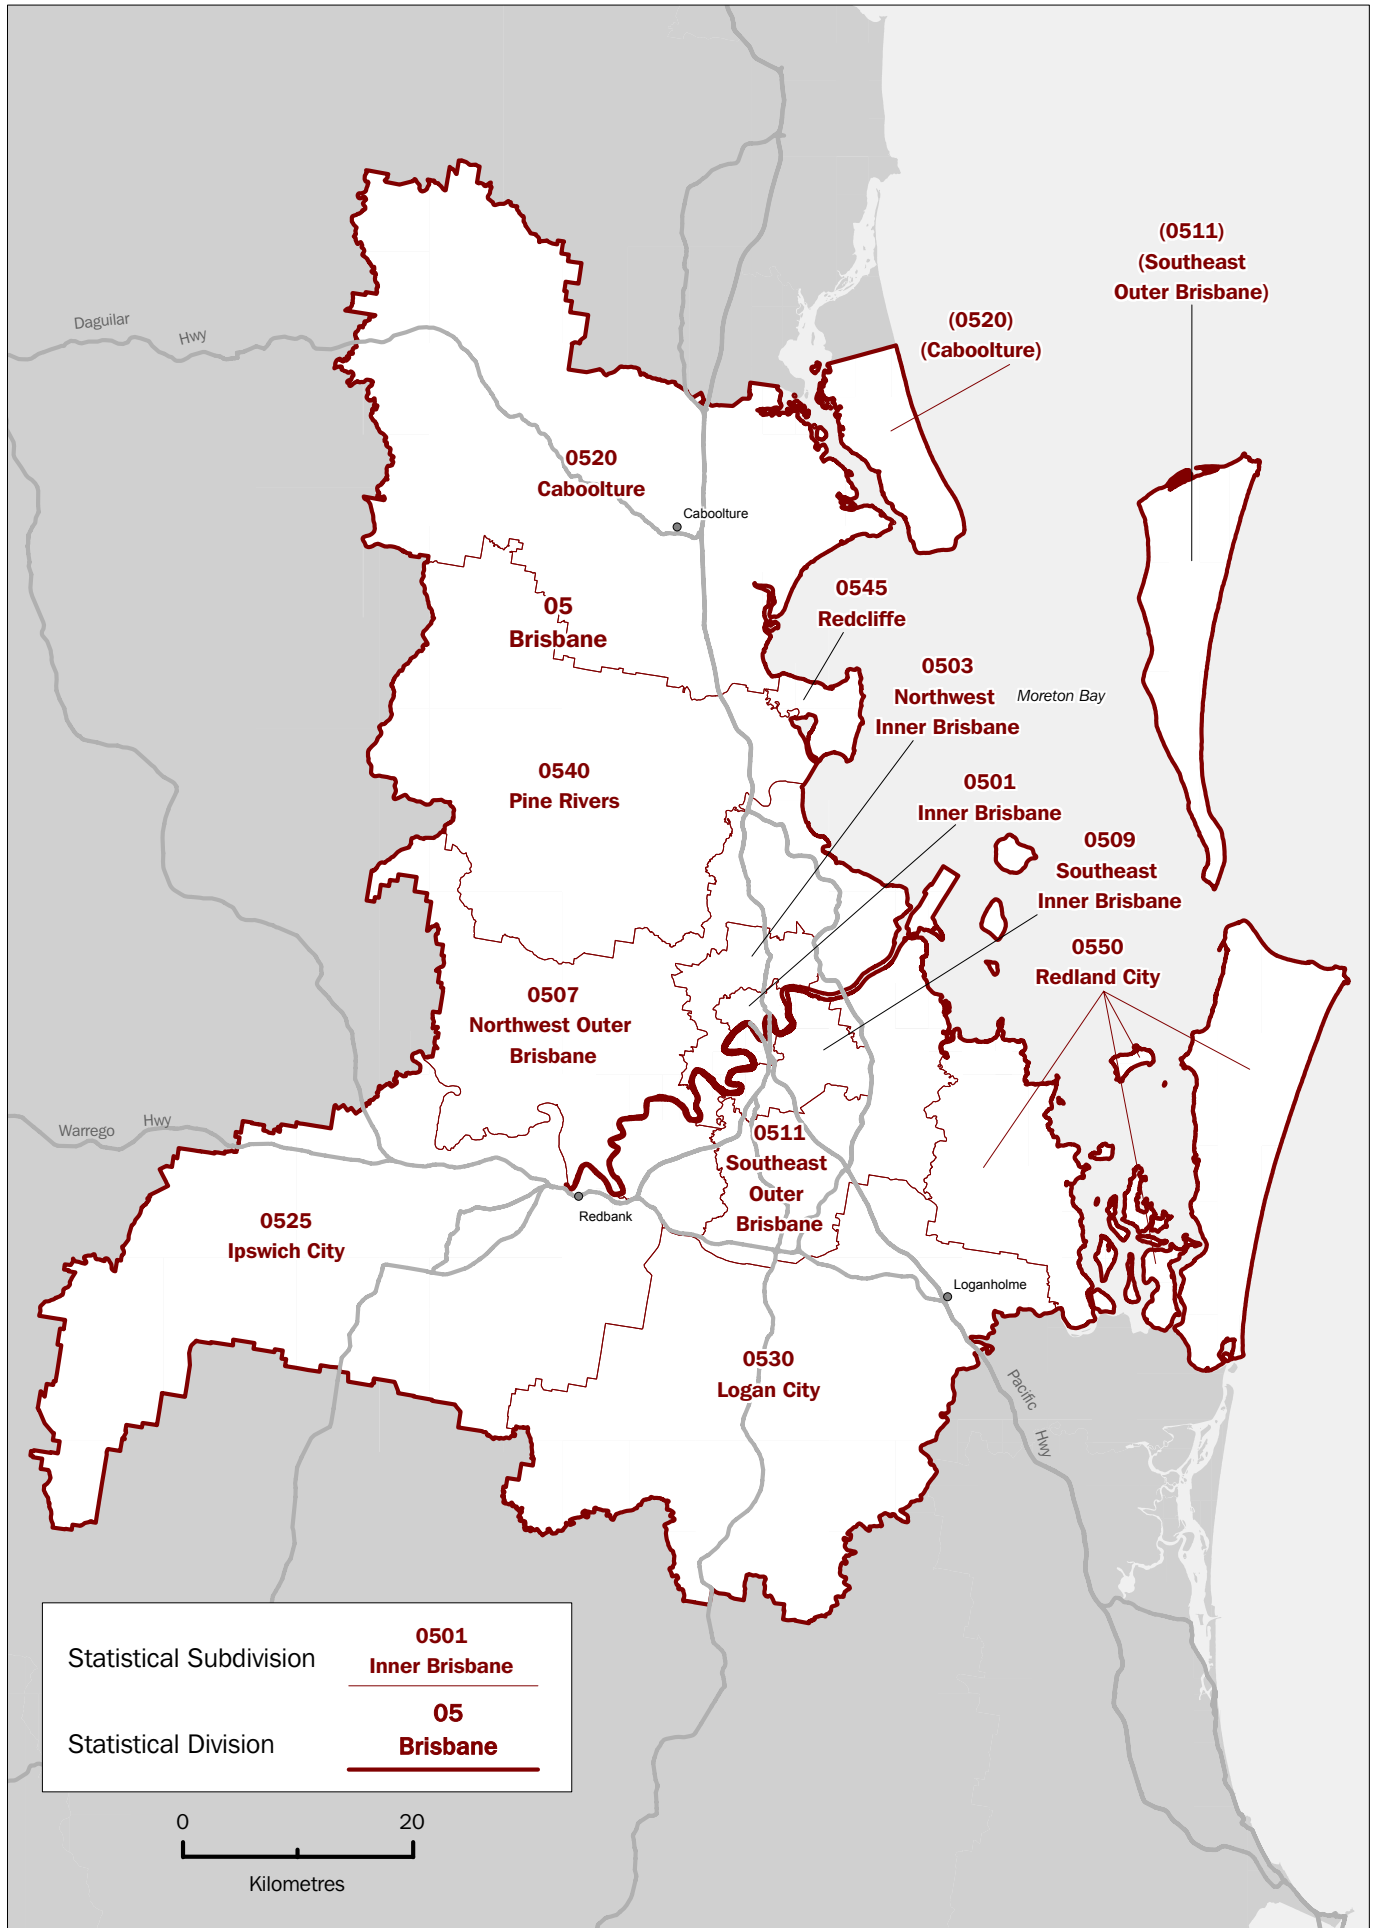 (0511)
(Southeast
Outer Brisbane)
Daguilar
Hwy
(0520)
(Caboolture)
0520
Caboolture
Caboolture
05
Brisbane
0545
Redcliffe
0503
Northwest
Inner Brisbane
Moreton Bay
0540
Pine Rivers
0501
Inner Brisbane
0509
Southeast
Inner Brisbane
0550
Redland City
0507
Northwest Outer
Brisbane
Warrego
Hwy
0511
Southeast
Outer
Brisbane
0525
Ipswich City
Redbank
Loganholme
0530
Logan City
Pacific
Hwy
Statistical Subdivision
0501
Inner Brisbane
Statistical Division
05
Brisbane
0
20
Kilometres